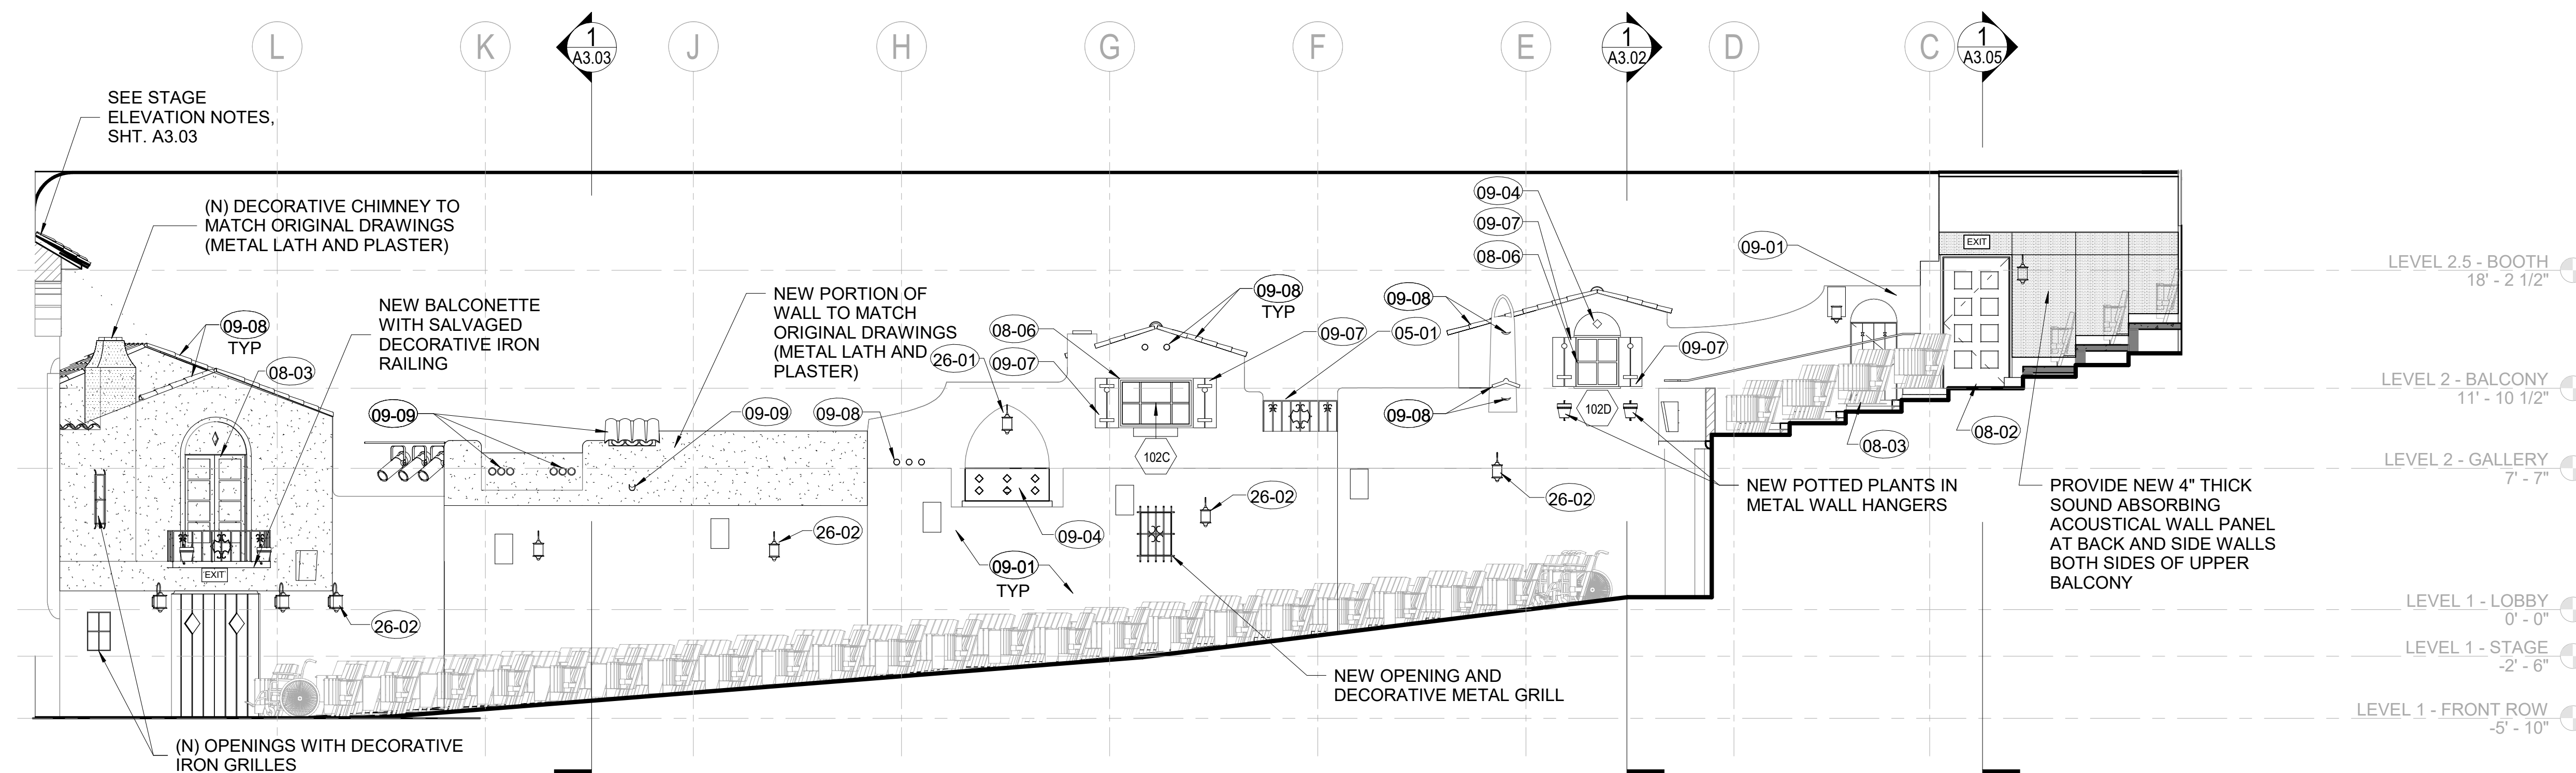 L
K
1
A3.03
J
H
G
F
E
1
A3.02
D
C
1
A3.05
SEE STAGE
ELEVATION NOTES,
SHT. A3.03
(N) DECORATIVE CHIMNEY TO
MATCH ORIGINAL DRAWINGS
(METAL LATH AND PLASTER)
NEW BALCONETTE
WITH SALVAGED
DECORATIVE IRON
RAILING
09-08
TYP
08-03
09-09
NEW PORTION OF
WALL TO MATCH
ORIGINAL DRAWINGS
(METAL LATH AND
PLASTER)
09-09
09-08
26-01
08-06
09-07
09-08
TYP
09-07
05-01
102C
09-08
09-08
09-04
09-07
08-06
09-07
102D
09-01
EXIT
08-03
08-02
LEVEL 2.5 - BOOTH
18' - 2 1/2"
LEVEL 2 - BALCONY
11' - 10 1/2"
LEVEL 2 - GALLERY
7' - 7"
NEW POTTED PLANTS IN
METAL WALL HANGERS
PROVIDE NEW 4" THICK
SOUND ABSORBING
ACOUSTICAL WALL PANEL
AT BACK AND SIDE WALLS
BOTH SIDES OF UPPER
BALCONY
26-02
26-02
26-02
09-04
09-01
TYP
EXIT
26-02
LEVEL 1 - LOBBY
0' - 0"
LEVEL 1 - STAGE
-2' - 6"
LEVEL 1 - FRONT ROW
-5' - 10"
NEW OPENING AND
DECORATIVE METAL GRILL
(N) OPENINGS WITH DECORATIVE
IRON GRILLES